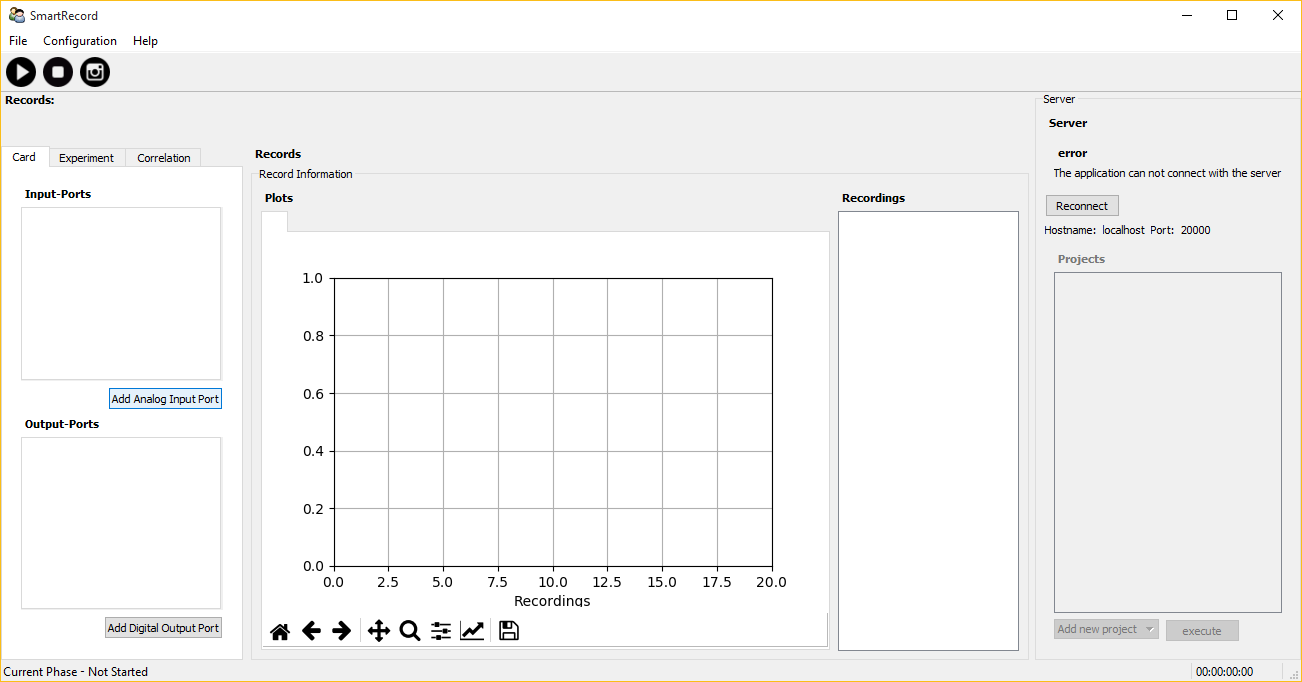 SmartRecord
File Configuration Help
Records:
Card Experiment Correlation
Input-Ports
Add Analog Input Port
Output-Ports
Add Digital Output Port
Records
Record Information
Plots
1.0
0.8
0.6
0.4
0.2
0.0
0.0 2.5 5.0 7.5 10.0 12.5 15.0 17.5 20.0
Recordings
Recordings
Server
Server
error
The application can not connect with the server
Reconnect
Hostname: localhost Port: 20000
Projects
Add new project execute
Current Phase - Not Started 00:00:00:00